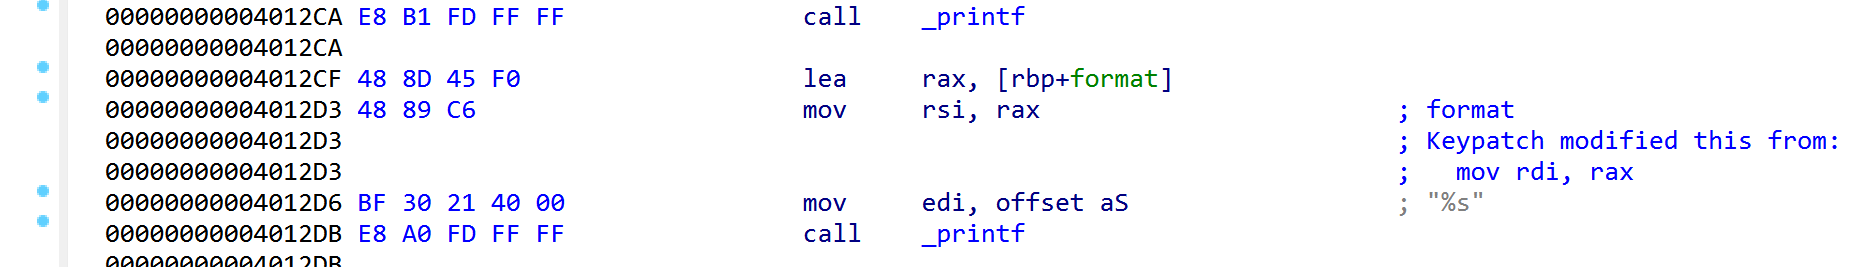 00000000004012CA E8 B1 FD FF FF call _printf
00000000004012CA
00000000004012CF 48 8D 45 F0 lea rax, [rbp+format]
00000000004012D3 48 89 C6 mov rsi, rax ; format
00000000004012D3 ; Keypatch modified this from:
00000000004012D3 ; mov rdi, rax
00000000004012D6 BF 30 21 40 00 mov edi, offset aS ; "%s"
00000000004012DB E8 A0 FD FF FF call _printf
00000000004012DB